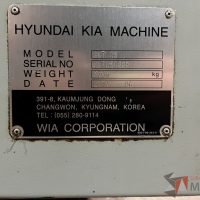 HYUNDAI KIA MACHINE
MODEL
SERIAL NO
WEIGHT kg
DATE
391-8, KAUMJUNG DONG
CHANGWON, KYUNGNAM, KOREA
TEL: (055) 280-9114
WIA CORPORATION